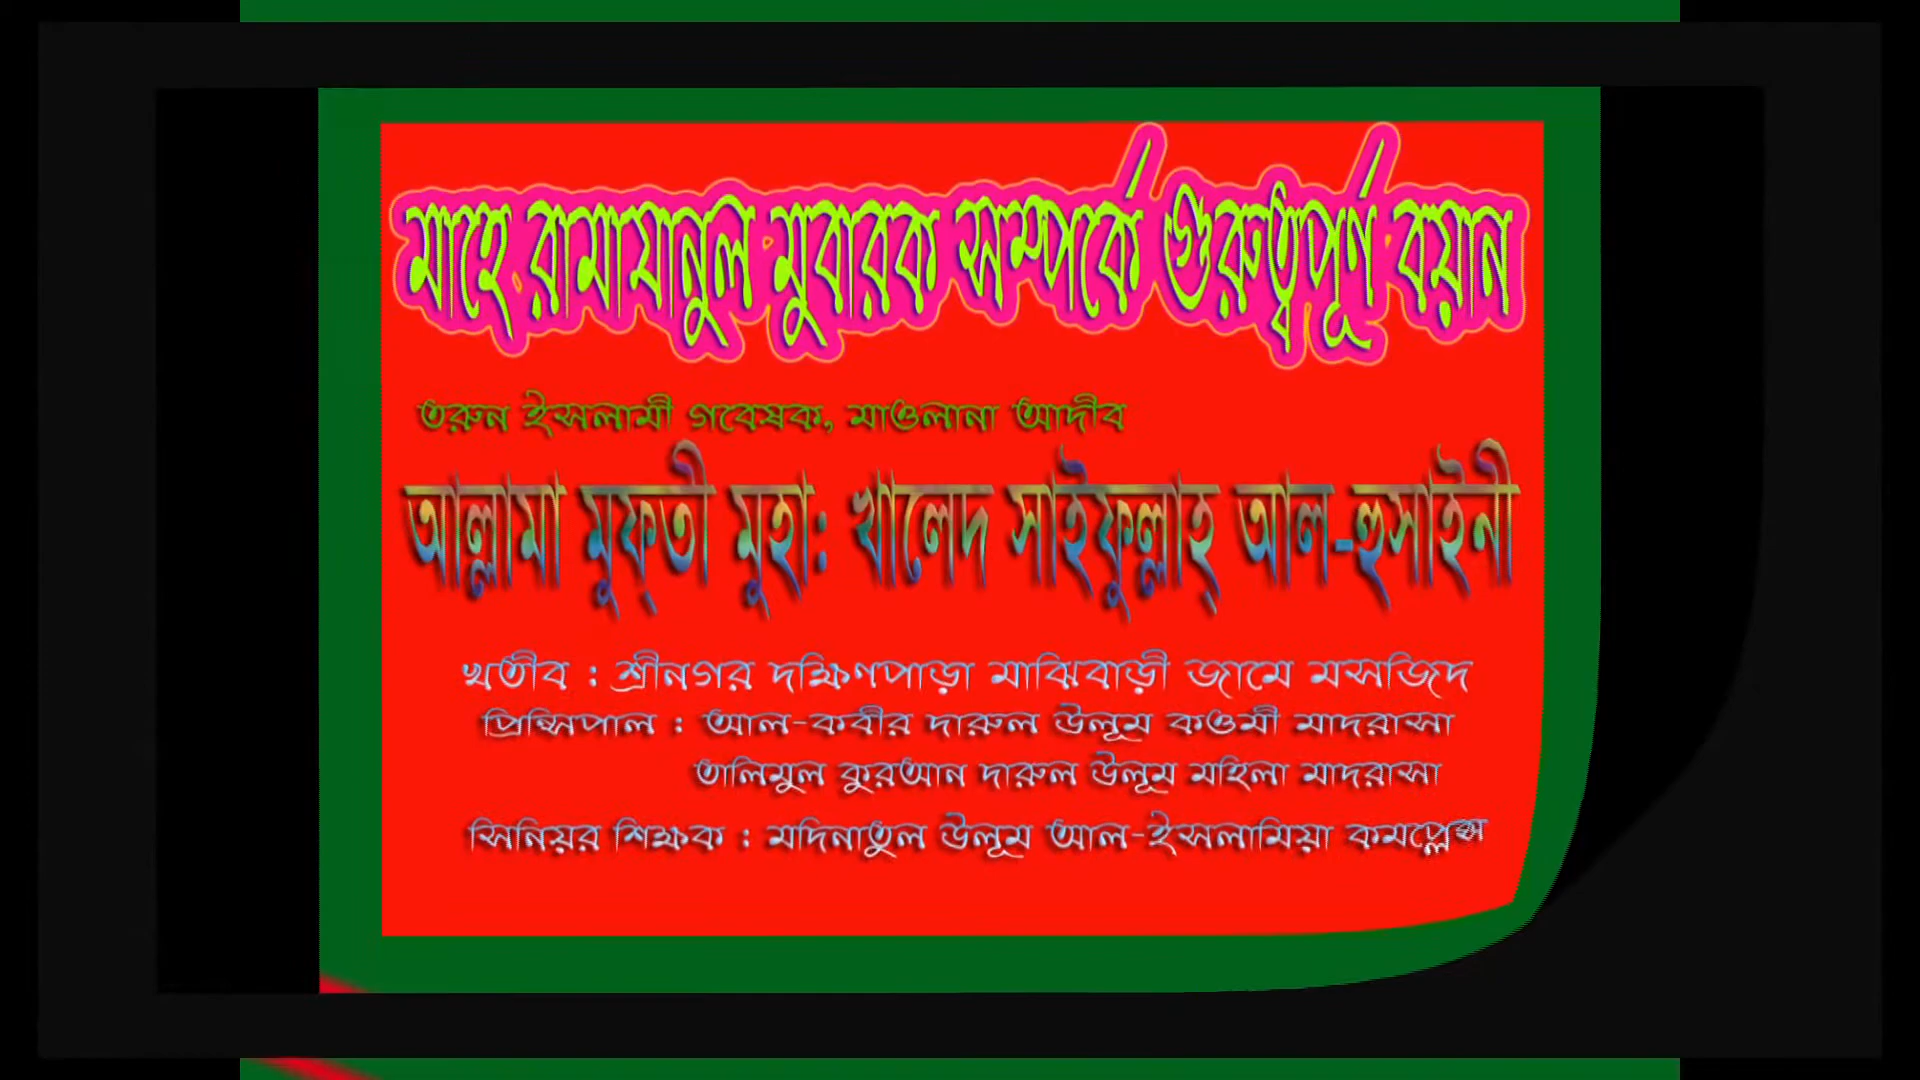 মাহে রামাযানুল মুবারক সম্পর্কে গুরুত্বপূর্ণ বয়ান
তরুন ইসলামী গবেষক, মাওলানা আদীব
আল্লামা মুফ্তী মুহা: খালেদ সাইফুল্লাহ্ আল-হুসাইনী
খতীব : শ্রীনগর দক্ষিণপাড়া মাঝিবাড়ী জামে মসজিদ
প্রিন্সিপাল : আল-কবীর দারুল উলূম কওমী মাদরাসা
তালিমুল কুরআন দারুল উলূম মহিলা মাদরাসা
সিনিয়র শিক্ষক : মদিনাতুল উলূম আল-ইসলামিয়া কমপ্লেক্স